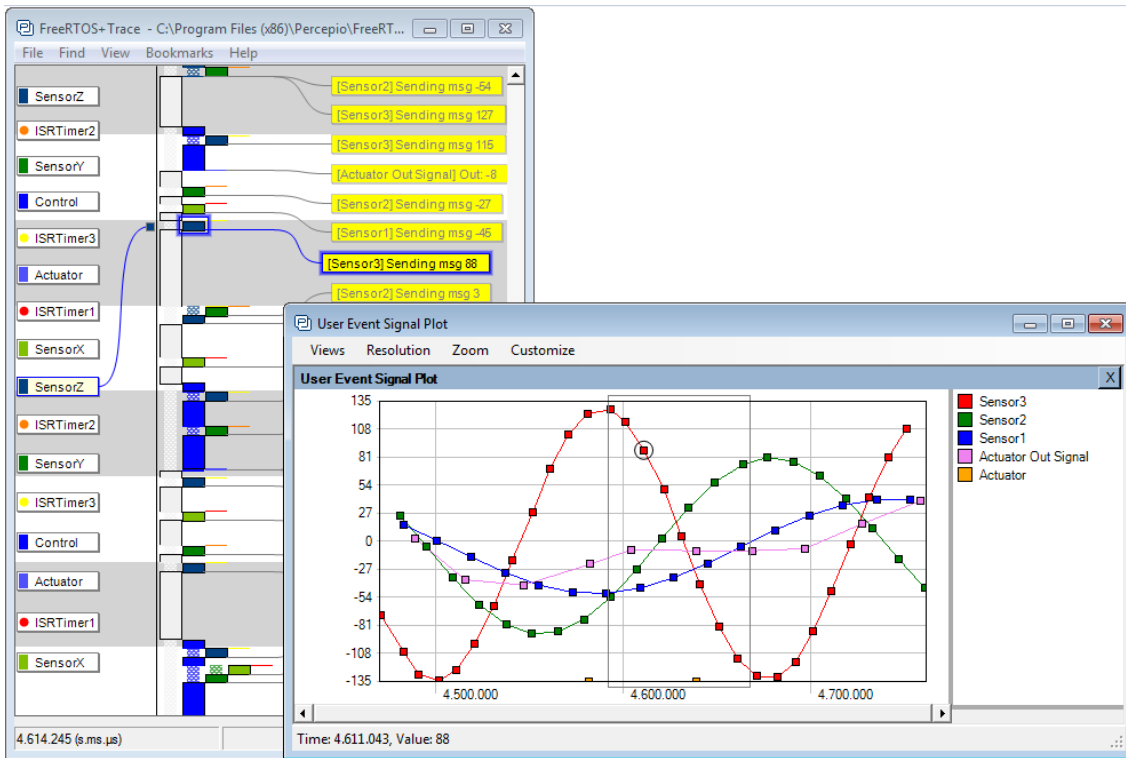 FreeRTOS+Trace - C:\Program Files (x86)\Percepio\FreeRT...
File Find View Bookmarks Help
SensorZ
ISRTimer2
SensorY
Control
ISRTimer3
Actuator
ISRTimer1
SensorX
SensorZ
ISRTimer2
SensorY
ISRTimer3
Control
Actuator
ISRTimer1
SensorX
[Sensor2] Sending msg -54
[Sensor3] Sending msg 127
[Sensor3] Sending msg 115
[Actuator Out Signal] Out: -8
[Sensor2] Sending msg -27
[Sensor1] Sending msg -45
[Sensor3] Sending msg 88
[Sensor2] Sending msg 3
4.614.245 (s.ms.µs)
User Event Signal Plot
Views Resolution Zoom Customize
User Event Signal Plot
X
135
108
81
54
27
0
-27
-54
-81
-108
-135
4.500.000 4.600.000 4.700.000
Sensor3
Sensor2
Sensor1
Actuator Out Signal
Actuator
Time: 4.611.043, Value: 88